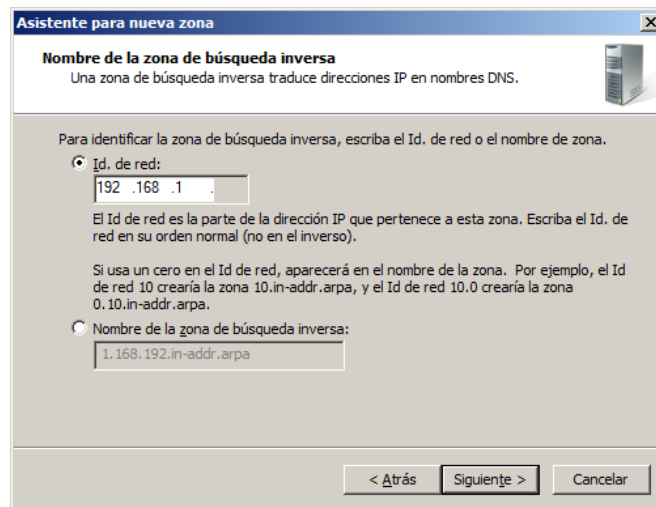 Asistente para nueva zona
Nombre de la zona de búsqueda inversa
Una zona de búsqueda inversa traduce direcciones IP en nombres DNS.
Para identificar la zona de búsqueda inversa, escriba el Id. de red o el nombre de zona.
Id. de red:
192 .168 .1 .
El Id de red es la parte de la dirección IP que pertenece a esta zona. Escriba el Id. de
red en su orden normal (no en el inverso).
Si usa un cero en el Id de red, aparecerá en el nombre de la zona. Por ejemplo, el Id
de red 10 crearía la zona 10.in-addr.arpa, y el Id de red 10.0 crearía la zona
0.10.in-addr.arpa.
Nombre de la zona de búsqueda inversa:
1.168.192.in-addr.arpa
< Atrás Siguiente > Cancelar